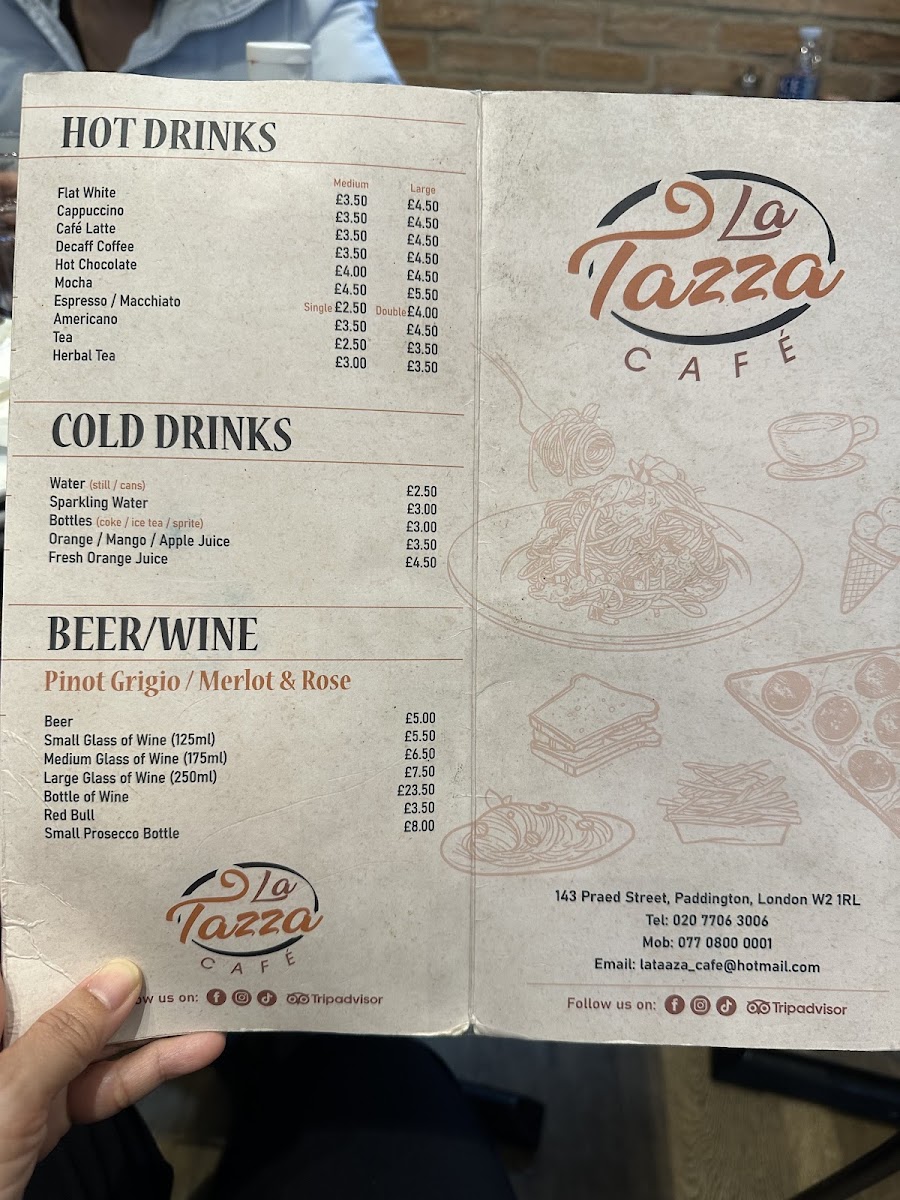 HOT DRINKS
Medium Large
Flat White £3.50 £4.50
Cappuccino £3.50 £4.50
Café Latte £3.50 £4.50
Decaff Coffee £3.50 £4.50
Hot Chocolate £4.00 £4.50
Mocha £4.50 £5.50
Espresso / Macchiato Single £2.50 Double £4.00
Americano £3.50 £4.50
Tea £2.50 £3.50
Herbal Tea £3.00 £3.50
COLD DRINKS
Water (still / cans) £2.50
Sparkling Water £3.00
Bottles (coke / ice tea / sprite) £3.00
Orange / Mango / Apple Juice £3.50
Fresh Orange Juice £4.50
BEER/WINE
Pinot Grigio / Merlot & Rose
Beer £5.00
Small Glass of Wine (125ml) £5.50
Medium Glass of Wine (175ml) £6.50
Large Glass of Wine (250ml) £7.50
Bottle of Wine £23.50
Red Bull £3.50
Small Prosecco Bottle £8.00
La
Tazza
CAFÉ
us on: Tripadvisor
La
Tazza
CAFÉ
143 Praed Street, Paddington, London W2 1RL
Tel: 020 7706 3006
Mob: 077 0800 0001
Email: lataaza_cafe@hotmail.com
Follow us on: Tripadvisor